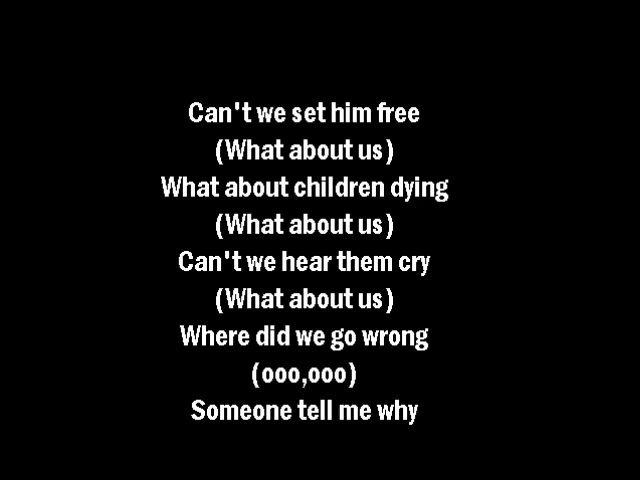 Can't we set him free
(What about us)
What about children dying
(What about us)
Can't we hear them cry
(What about us)
Where did we go wrong
(ooo,ooo)
Someone tell me why